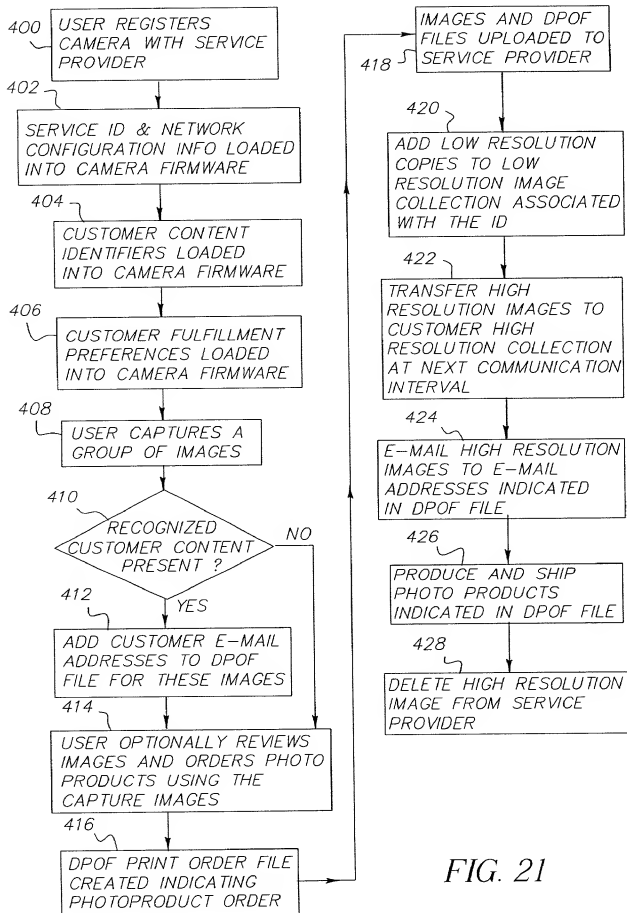 400
USER REGISTERS
CAMERA WITH SERVICE
PROVIDER
402
SERVICE ID & NETWORK
CONFIGURATION INFO LOADED
INTO CAMERA FIRMWARE
404
CUSTOMER CONTENT
IDENTIFIERS LOADED
INTO CAMERA FIRMWARE
406
CUSTOMER FULFILLMENT
PREFERENCES LOADED
INTO CAMERA FIRMWARE
408
USER CAPTURES A
GROUP OF IMAGES
410
RECOGNIZED
CUSTOMER CONTENT
PRESENT ?
NO
YES
412
ADD CUSTOMER E-MAIL
ADDRESSES TO DPOF
FILE FOR THESE IMAGES
414
USER OPTIONALLY REVIEWS
IMAGES AND ORDERS PHOTO
PRODUCTS USING THE
CAPTURE IMAGES
416
DPOF PRINT ORDER FILE
CREATED INDICATING
PHOTOPRODUCT ORDER
IMAGES AND DPOF
FILES UPLOADED TO
SERVICE PROVIDER
418
420
ADD LOW RESOLUTION
COPIES TO LOW
RESOLUTION IMAGE
COLLECTION ASSOCIATED
WITH THE ID
422
TRANSFER HIGH
RESOLUTION IMAGES TO
CUSTOMER HIGH
RESOLUTION COLLECTION
AT NEXT COMMUNICATION
INTERVAL
424
E-MAIL HIGH RESOLUTION
IMAGES TO E-MAIL
ADDRESSES INDICATED
IN DPOF FILE
426
PRODUCE AND SHIP
PHOTO PRODUCTS
INDICATED IN DPOF FILE
428
DELETE HIGH RESOLUTION
IMAGE FROM SERVICE
PROVIDER
FIG. 21